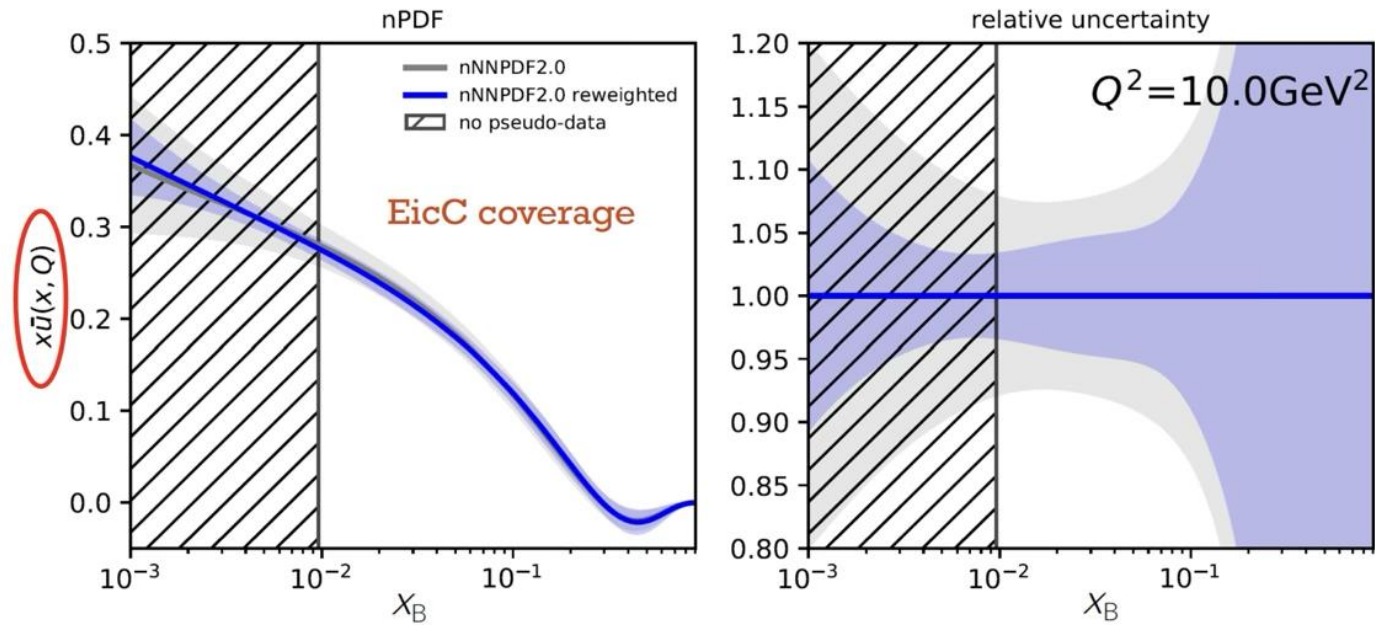 nPDF
0.5
0.4
0.3
0.2
0.1
0.0
xū(x, Q)
nNNPDF2.0
nNNPDF2.0 reweighted
no pseudo-data
EicC coverage
10⁻³ 10⁻² 10⁻¹
X_B
relative uncertainty
1.20
1.15
1.10
1.05
1.00
0.95
0.90
0.85
0.80
Q²=10.0GeV²
10⁻³ 10⁻² 10⁻¹
X_B